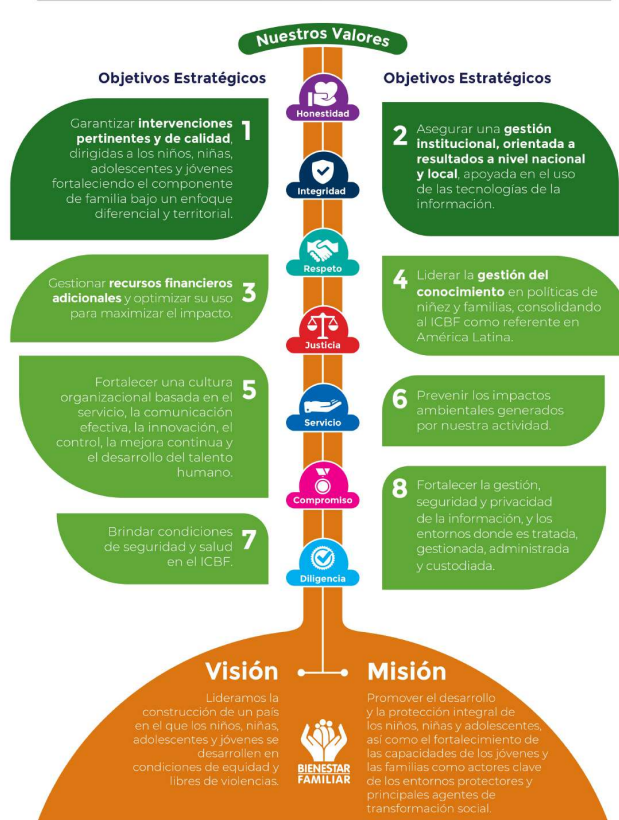 Nuestros Valores
Objetivos Estratégicos
Objetivos Estratégicos
Honestidad
1
Garantizar intervenciones
pertinentes y de calidad,
dirigidas a los niños, niñas,
adolescentes y jóvenes
fortaleciendo el componente
de familia bajo un enfoque
diferencial y territorial.
2
Asegurar una gestión
institucional, orientada a
resultados a nivel nacional
y local, apoyada en el uso
de las tecnologías de la
información.
Integridad
Respeto
3
Gestionar recursos financieros
adicionales y optimizar su uso
para maximizar el impacto.
4
Liderar la gestión del
conocimiento en políticas de
niñez y familias, consolidando
al ICBF como referente en
América Latina.
Justicia
5
Fortalecer una cultura
organizacional basada en el
servicio, la comunicación
efectiva, la innovación, el
control, la mejora continua y
el desarrollo del talento
humano.
6
Prevenir los impactos
ambientales generados
por nuestra actividad.
Servicio
Compromiso
7
Brindar condiciones
de seguridad y salud
en el ICBF.
8
Fortalecer la gestión,
seguridad y privacidad
de la información, y los
entornos donde es tratada,
gestionada, administrada
y custodiada.
Diligencia
Visión
Lideramos la
construcción de un país
en el que los niños, niñas,
adolescentes y jóvenes se
desarrollen en
condiciones de equidad y
libres de violencias.
BIENESTAR
FAMILIAR
Misión
Promover el desarrollo
y la protección integral de
los niños, niñas y adolescentes,
así como el fortalecimiento de
las capacidades de los jóvenes y
las familias como actores clave
de los entornos protectores y
principales agentes de
transformación social.